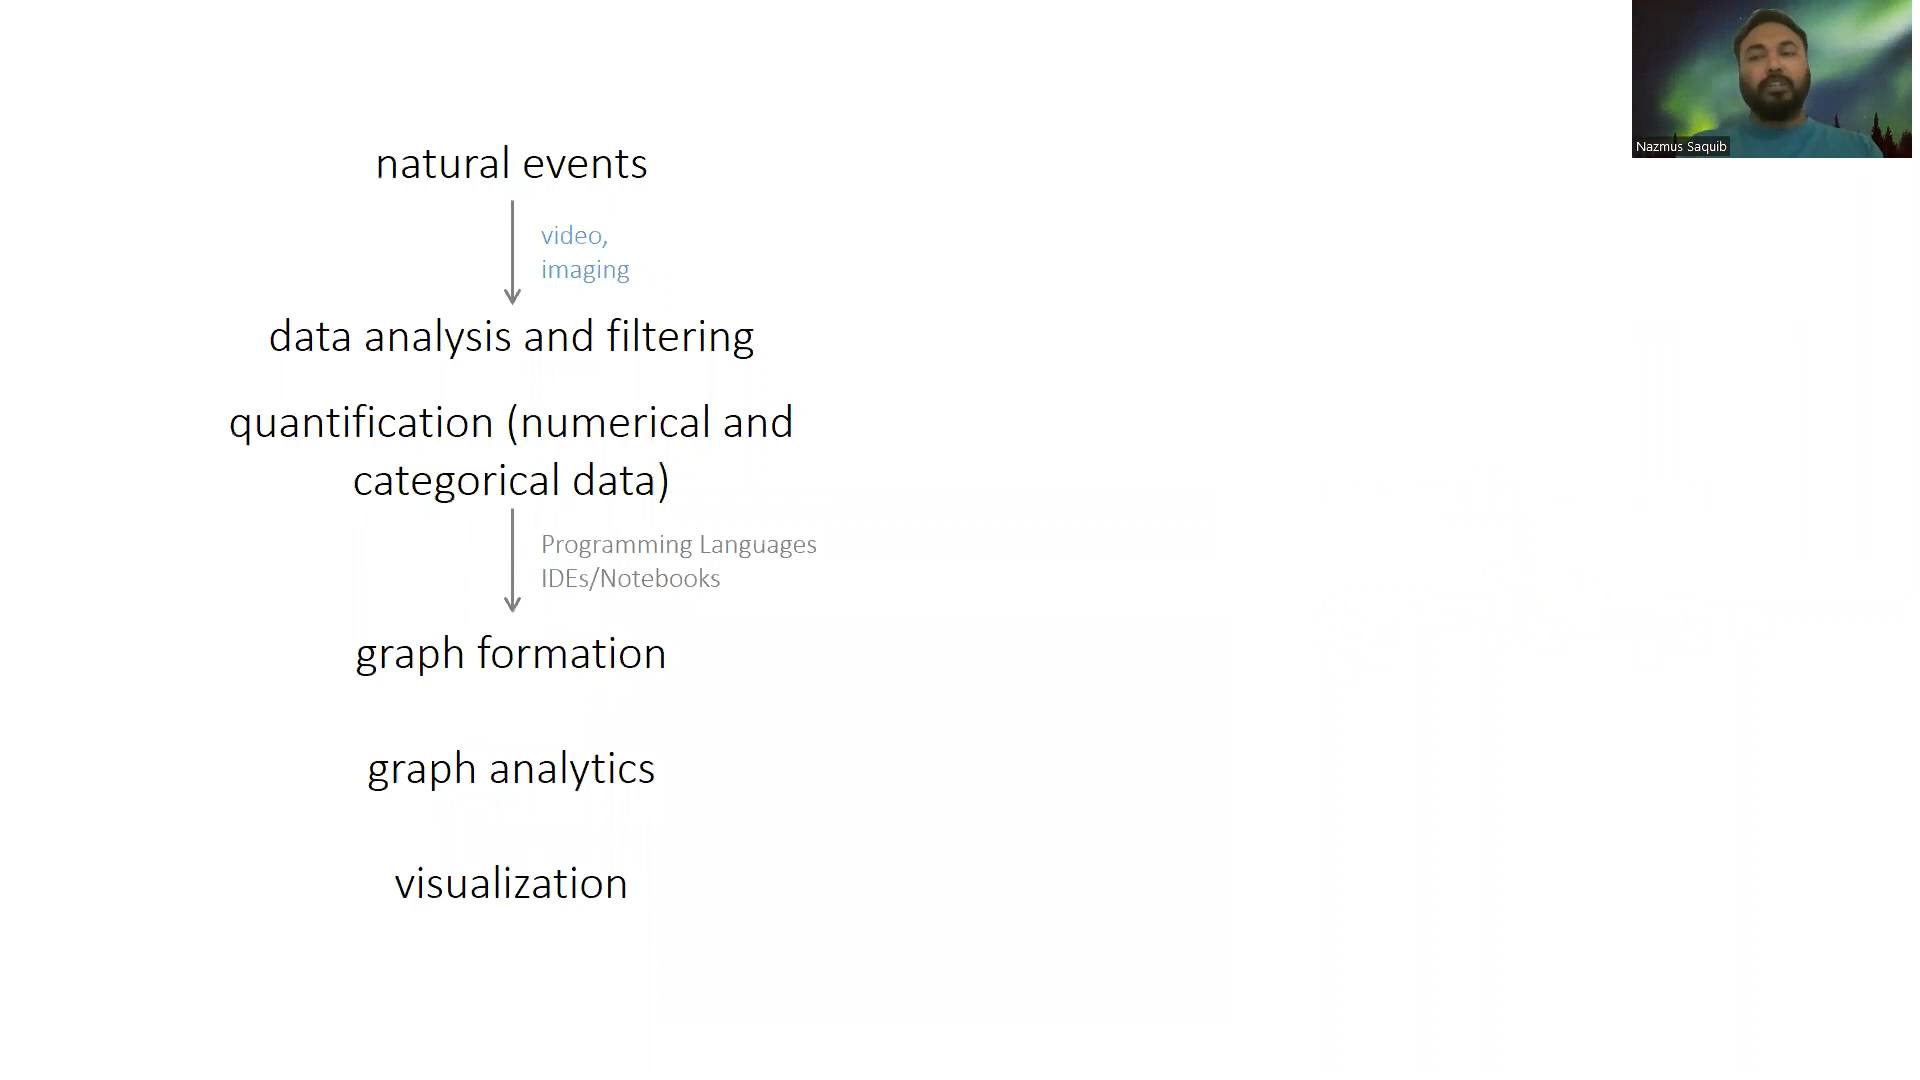 natural events
video,
imaging
data analysis and filtering
quantification (numerical and
categorical data)
Programming Languages
IDEs/Notebooks
graph formation
graph analytics
visualization
Nazmus Saquib